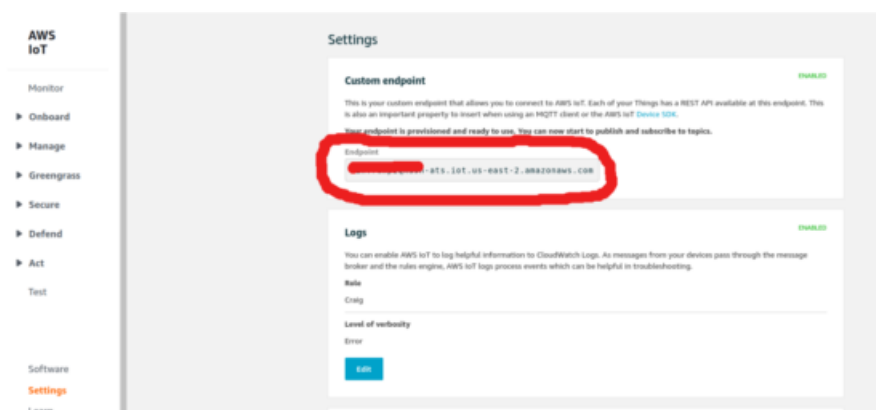 AWS
IoT
Monitor
Onboard
Manage
Greengrass
Secure
Defend
Act
Test
Software
Settings
Learn
Settings
Custom endpoint
ENABLED
This is your custom endpoint that allows you to connect to AWS IoT. Each of your Things has a REST API available at this endpoint. This
is also an important property to insert when using an MQTT client or the AWS IoT Device SDK.
Your endpoint is provisioned and ready to use. You can now start to publish and subscribe to topics.
Endpoint
-ats.iot.us-east-2.amazonaws.com
Logs
ENABLED
You can enable AWS IoT to log helpful information to CloudWatch Logs. As messages from your devices pass through the message
broker and the rules engine, AWS IoT logs process events which can be helpful in troubleshooting.
Role
Craig
Level of verbosity
Error
Edit